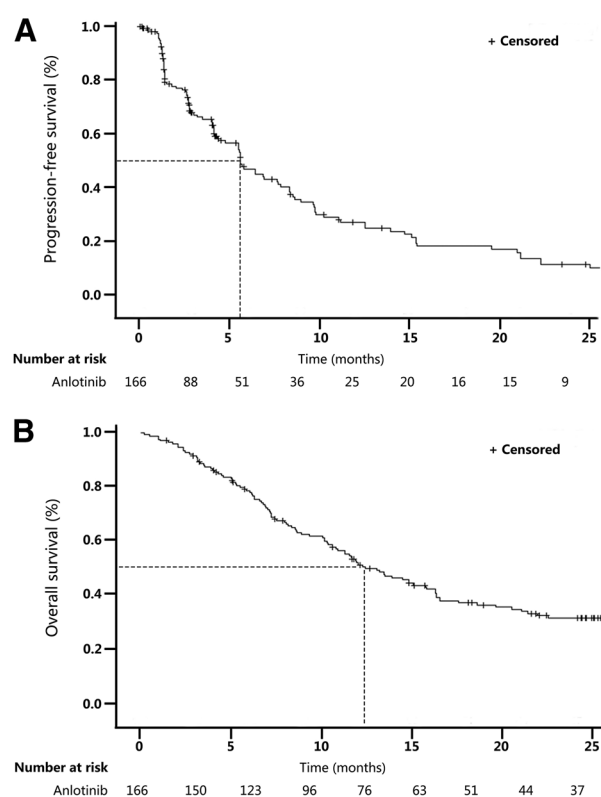 A
+ Censored
Progression-free survival (%)
1.0
0.8
0.6
0.4
0.2
0.0
0 5 10 15 20 25
Time (months)
Number at risk
Anlotinib 166 88 51 36 25 20 16 15 9
B
+ Censored
Overall survival (%)
1.0
0.8
0.6
0.4
0.2
0.0
0 5 10 15 20 25
Time (months)
Number at risk
Anlotinib 166 150 123 96 76 63 51 44 37